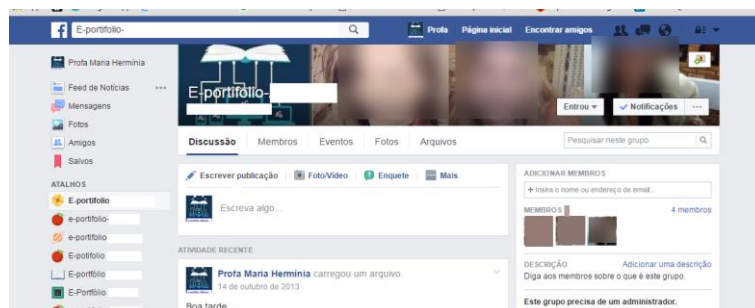 E-portifolio-
Profa Página inicial Encontrar amigos
Profa Maria Hermínia
Feed de Notícias
Mensagens
Fotos
Amigos
Salvos
ATALHOS
E-portifolio
e-portifolio-
e-portifolio
E-potifolio
E-portfólio
E-Portfólio
E-portifólio-
Entrou
Notificações
Discussão Membros Eventos Fotos Arquivos
Pesquisar neste grupo
Escrever publicação Foto/Vídeo Enquete Mais
Escreva algo...
ATIVIDADE RECENTE
Profa Maria Hermínia carregou um arquivo.
14 de outubro de 2013
Boa tarde
ADICIONAR MEMBROS
+ Insira o nome ou endereço de email...
MEMBROS 4 membros
DESCRIÇÃO Adicionar uma descrição
Diga aos membros sobre o que é este grupo.
Este grupo precisa de um administrador.